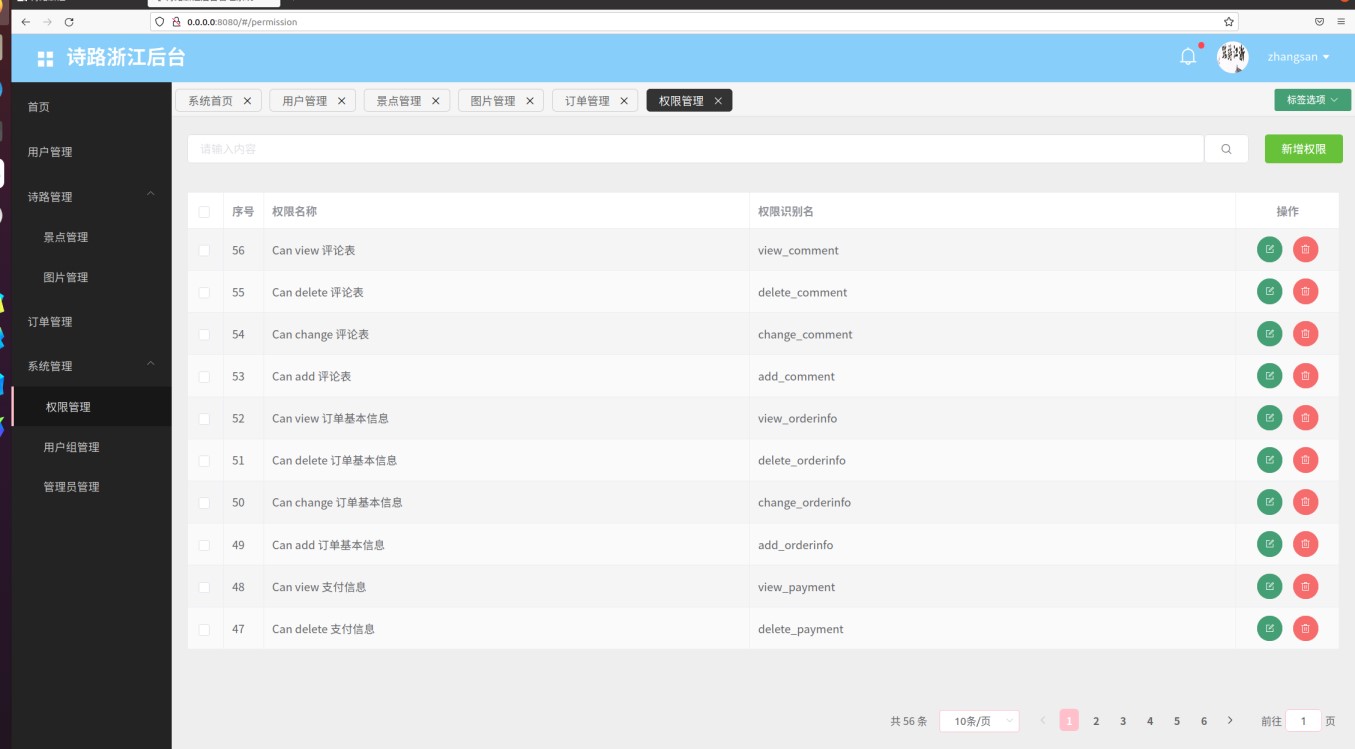 0.0.0.0:8080/#/permission
诗路浙江后台
zhangsan
首页
用户管理
诗路管理
景点管理
图片管理
订单管理
系统管理
权限管理
用户组管理
管理员管理
系统首页 用户管理 景点管理 图片管理 订单管理 权限管理 标签选项
请输入内容 新增权限
序号 权限名称 权限识别名 操作
56 Can view 评论表 view_comment
55 Can delete 评论表 delete_comment
54 Can change 评论表 change_comment
53 Can add 评论表 add_comment
52 Can view 订单基本信息 view_orderinfo
51 Can delete 订单基本信息 delete_orderinfo
50 Can change 订单基本信息 change_orderinfo
49 Can add 订单基本信息 add_orderinfo
48 Can view 支付信息 view_payment
47 Can delete 支付信息 delete_payment
共 56 条 10条/页 1 2 3 4 5 6 前往 1 页